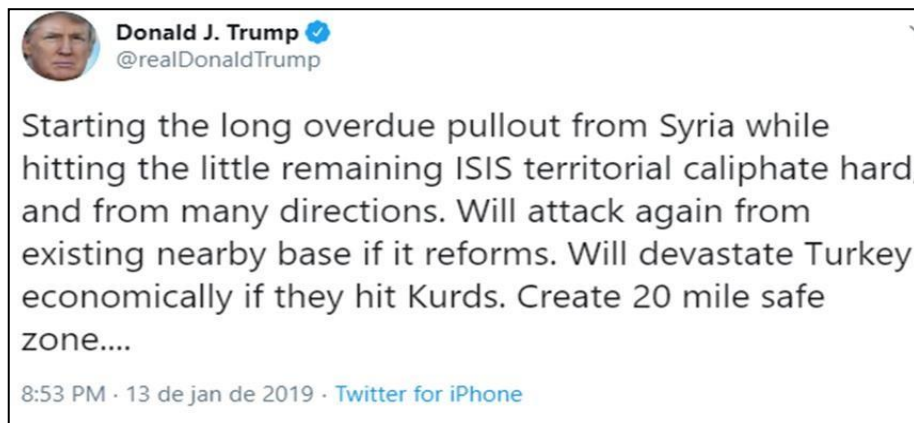 Donald J. Trump
@realDonaldTrump
Starting the long overdue pullout from Syria while
hitting the little remaining ISIS territorial caliphate hard,
and from many directions. Will attack again from
existing nearby base if it reforms. Will devastate Turkey
economically if they hit Kurds. Create 20 mile safe
zone....
8:53 PM · 13 de jan de 2019 · Twitter for iPhone